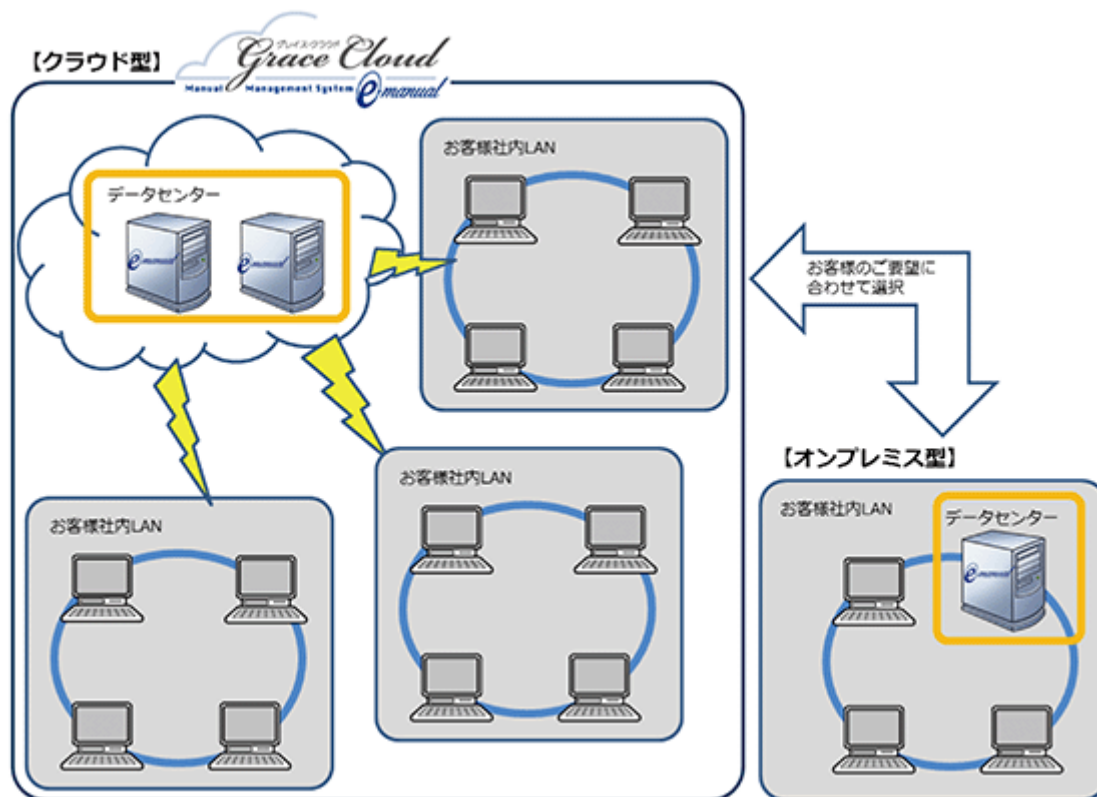 【クラウド型】
グレイス・クラウド
Grace Cloud
Manual Management System e manual
お客様社内LAN
データセンター
e manual
e manual
お客様のご要望に
合わせて選択
【オンプレミス型】
お客様社内LAN
お客様社内LAN
お客様社内LAN
データセンター
e manual